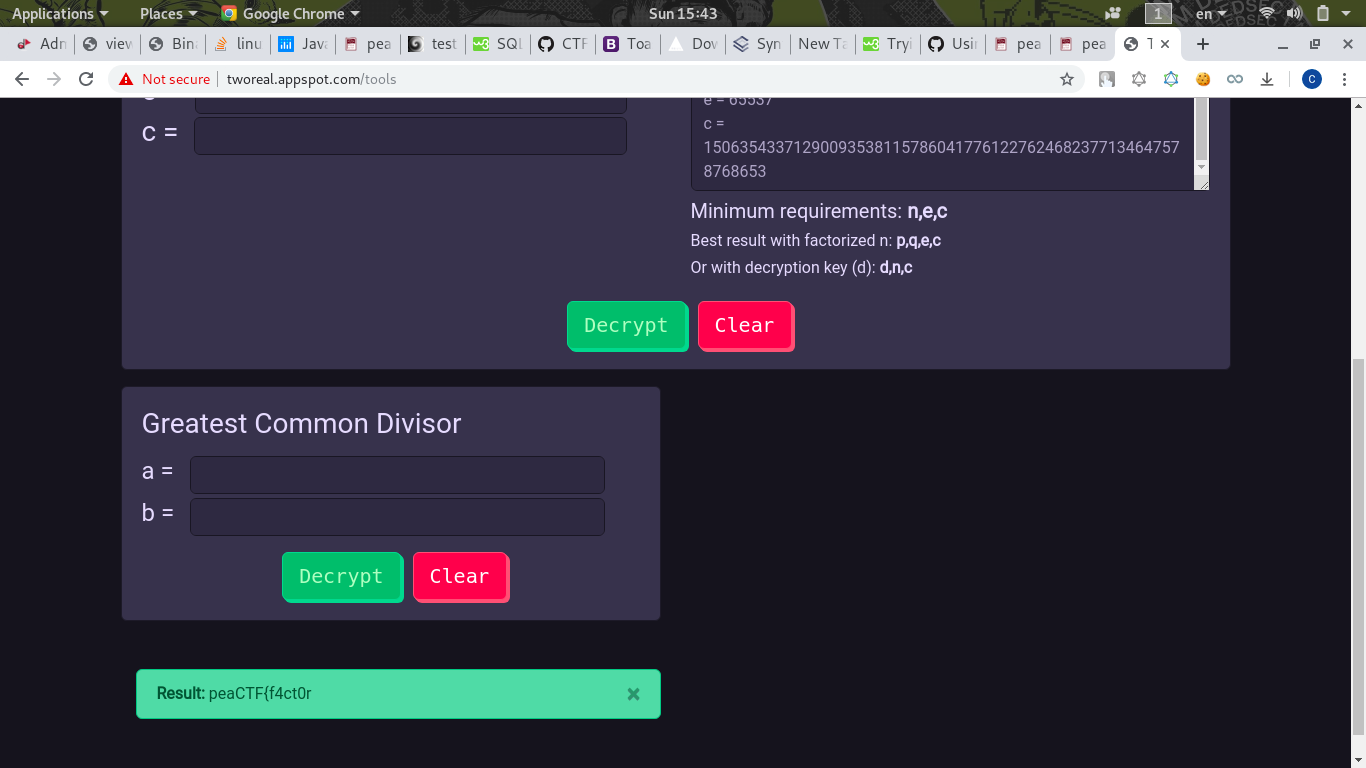 Applications Places Google Chrome Sun 15:43 1 en
Adr viev Bin linu Java pea test SQL CTF Toa Dov Syn New Ta Tryi Usin pea pea T
Not secure tworeal.appspot.com/tools C
e = 65537
c =
c =
150635433712900935381157860417761227624682377134647578768653
Minimum requirements: n,e,c
Best result with factorized n: p,q,e,c
Or with decryption key (d): d,n,c
Decrypt Clear
Greatest Common Divisor
a =
b =
Decrypt Clear
Result: peaCTF{f4ct0r ×